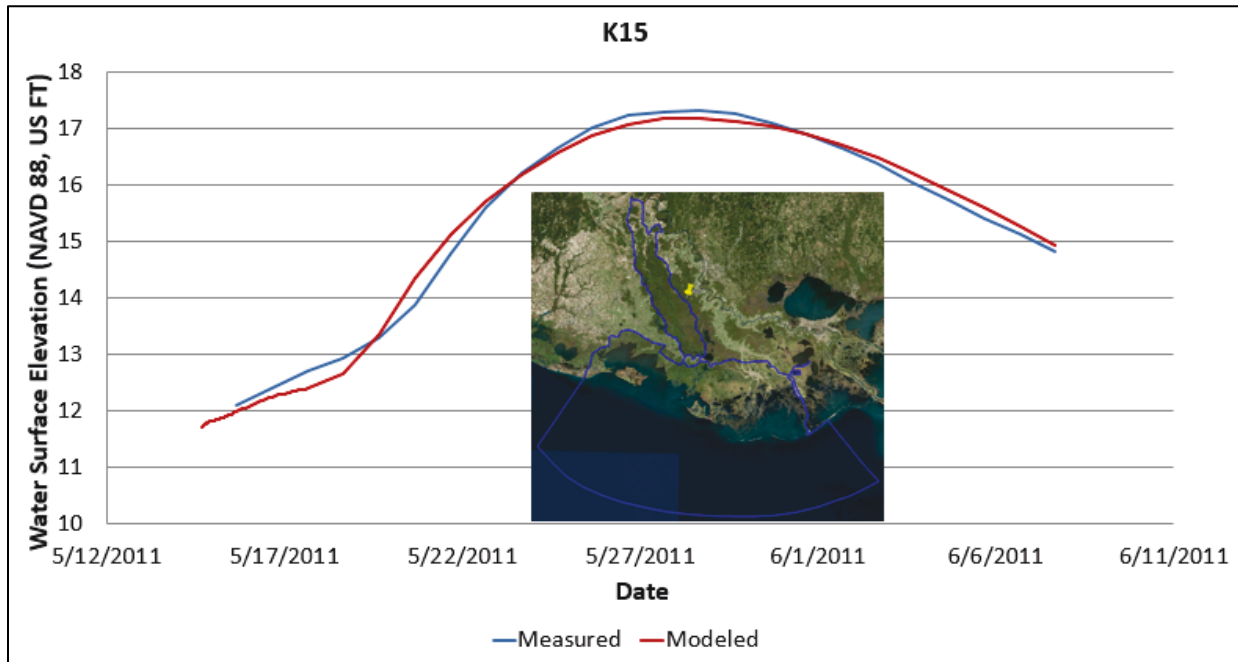 K15
Water Surface Elevation (NAVD 88, US FT)
18
17
16
15
14
13
12
11
10
5/12/2011 5/17/2011 5/22/2011 5/27/2011 6/1/2011 6/6/2011 6/11/2011
Date
Measured Modeled